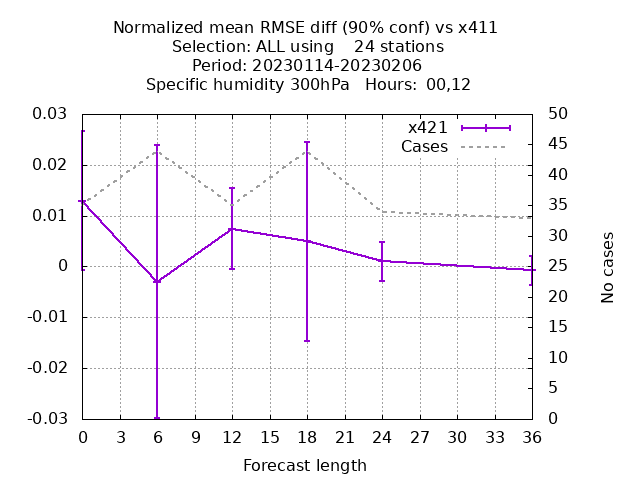 Normalized mean RMSE diff (90% conf) vs x411
Selection: ALL using    24 stations
Period: 20230114-20230206
Specific humidity 300hPa   Hours: 00,12
0.03
0.02
0.01
0
-0.01
-0.02
-0.03
x421
Cases
50
45
40
35
30
25
20
15
10
5
0
No cases
0 3 6 9 12 15 18 21 24 27 30 33 36
Forecast length